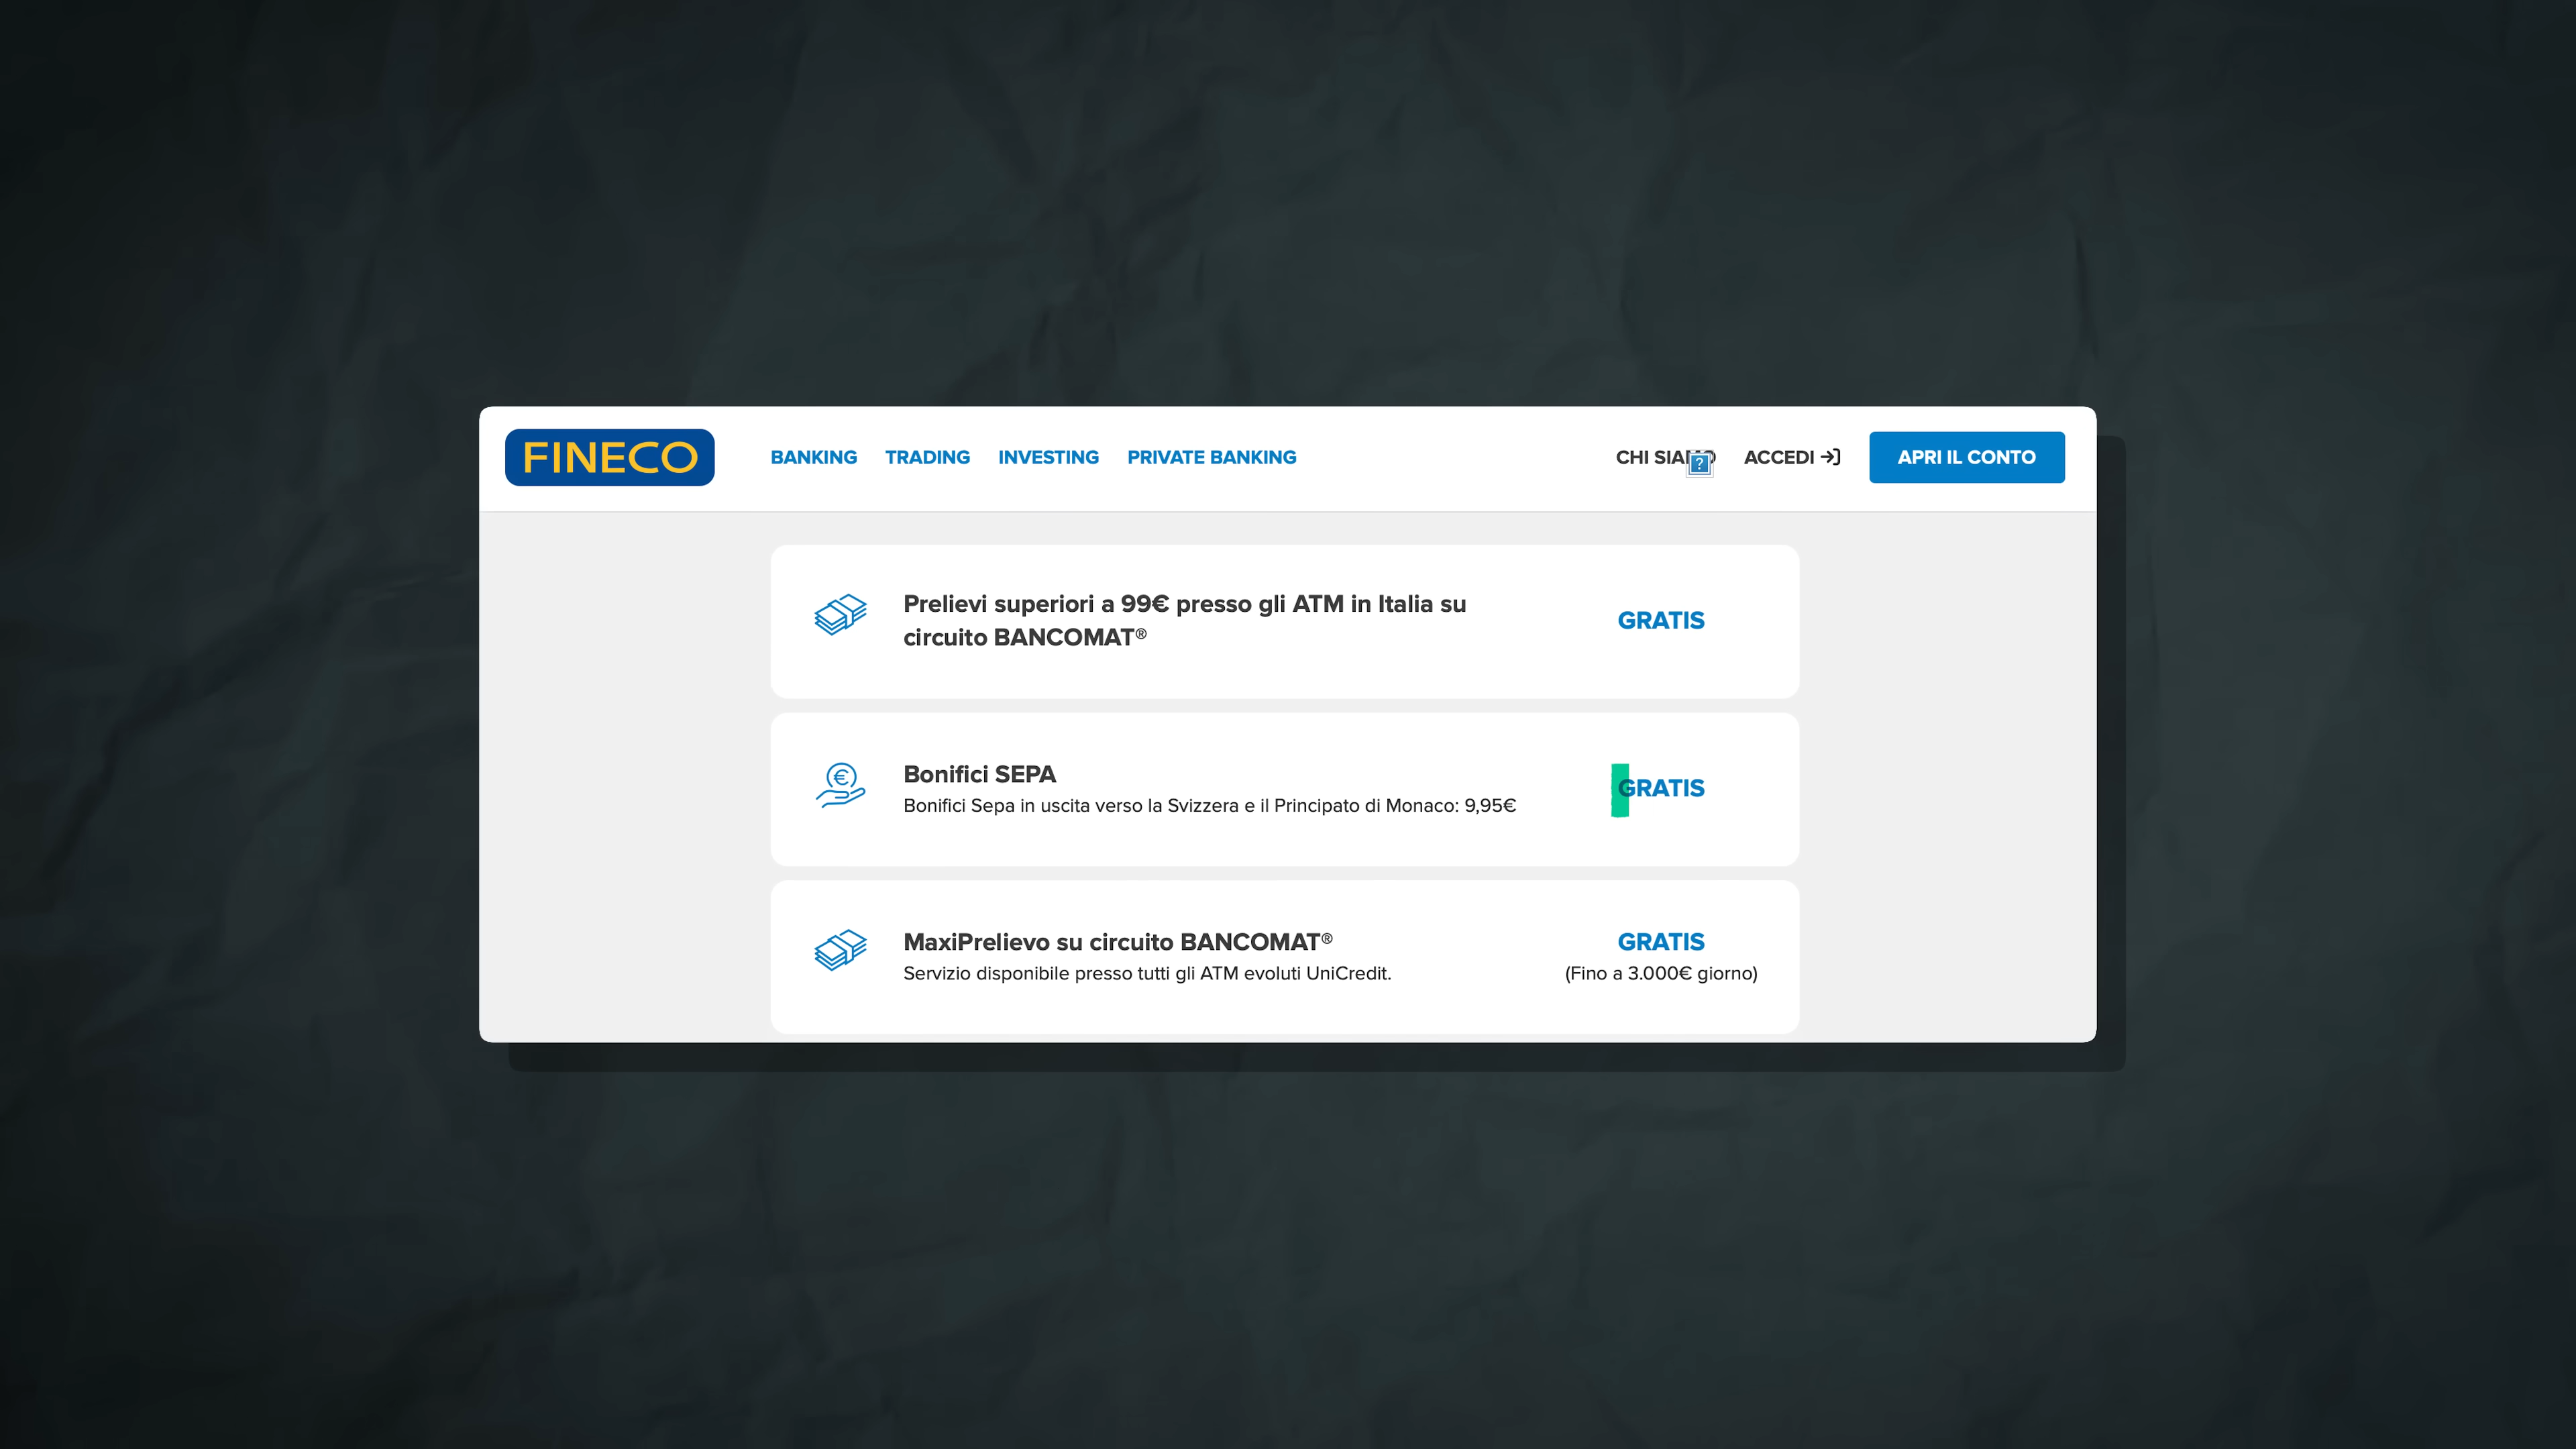 FINECO
BANKING TRADING INVESTING PRIVATE BANKING
ACCEDI APRI IL CONTO
Prelievi superiori a 99€ presso gli ATM in Italia su
circuito BANCOMAT®
GRATIS
Bonifici SEPA
Bonifici Sepa in uscita verso la Svizzera e il Principato di Monaco: 9,95€
GRATIS
MaxiPrelievo su circuito BANCOMAT®
Servizio disponibile presso tutti gli ATM evoluti UniCredit.
GRATIS
(Fino a 3.000€ giorno)